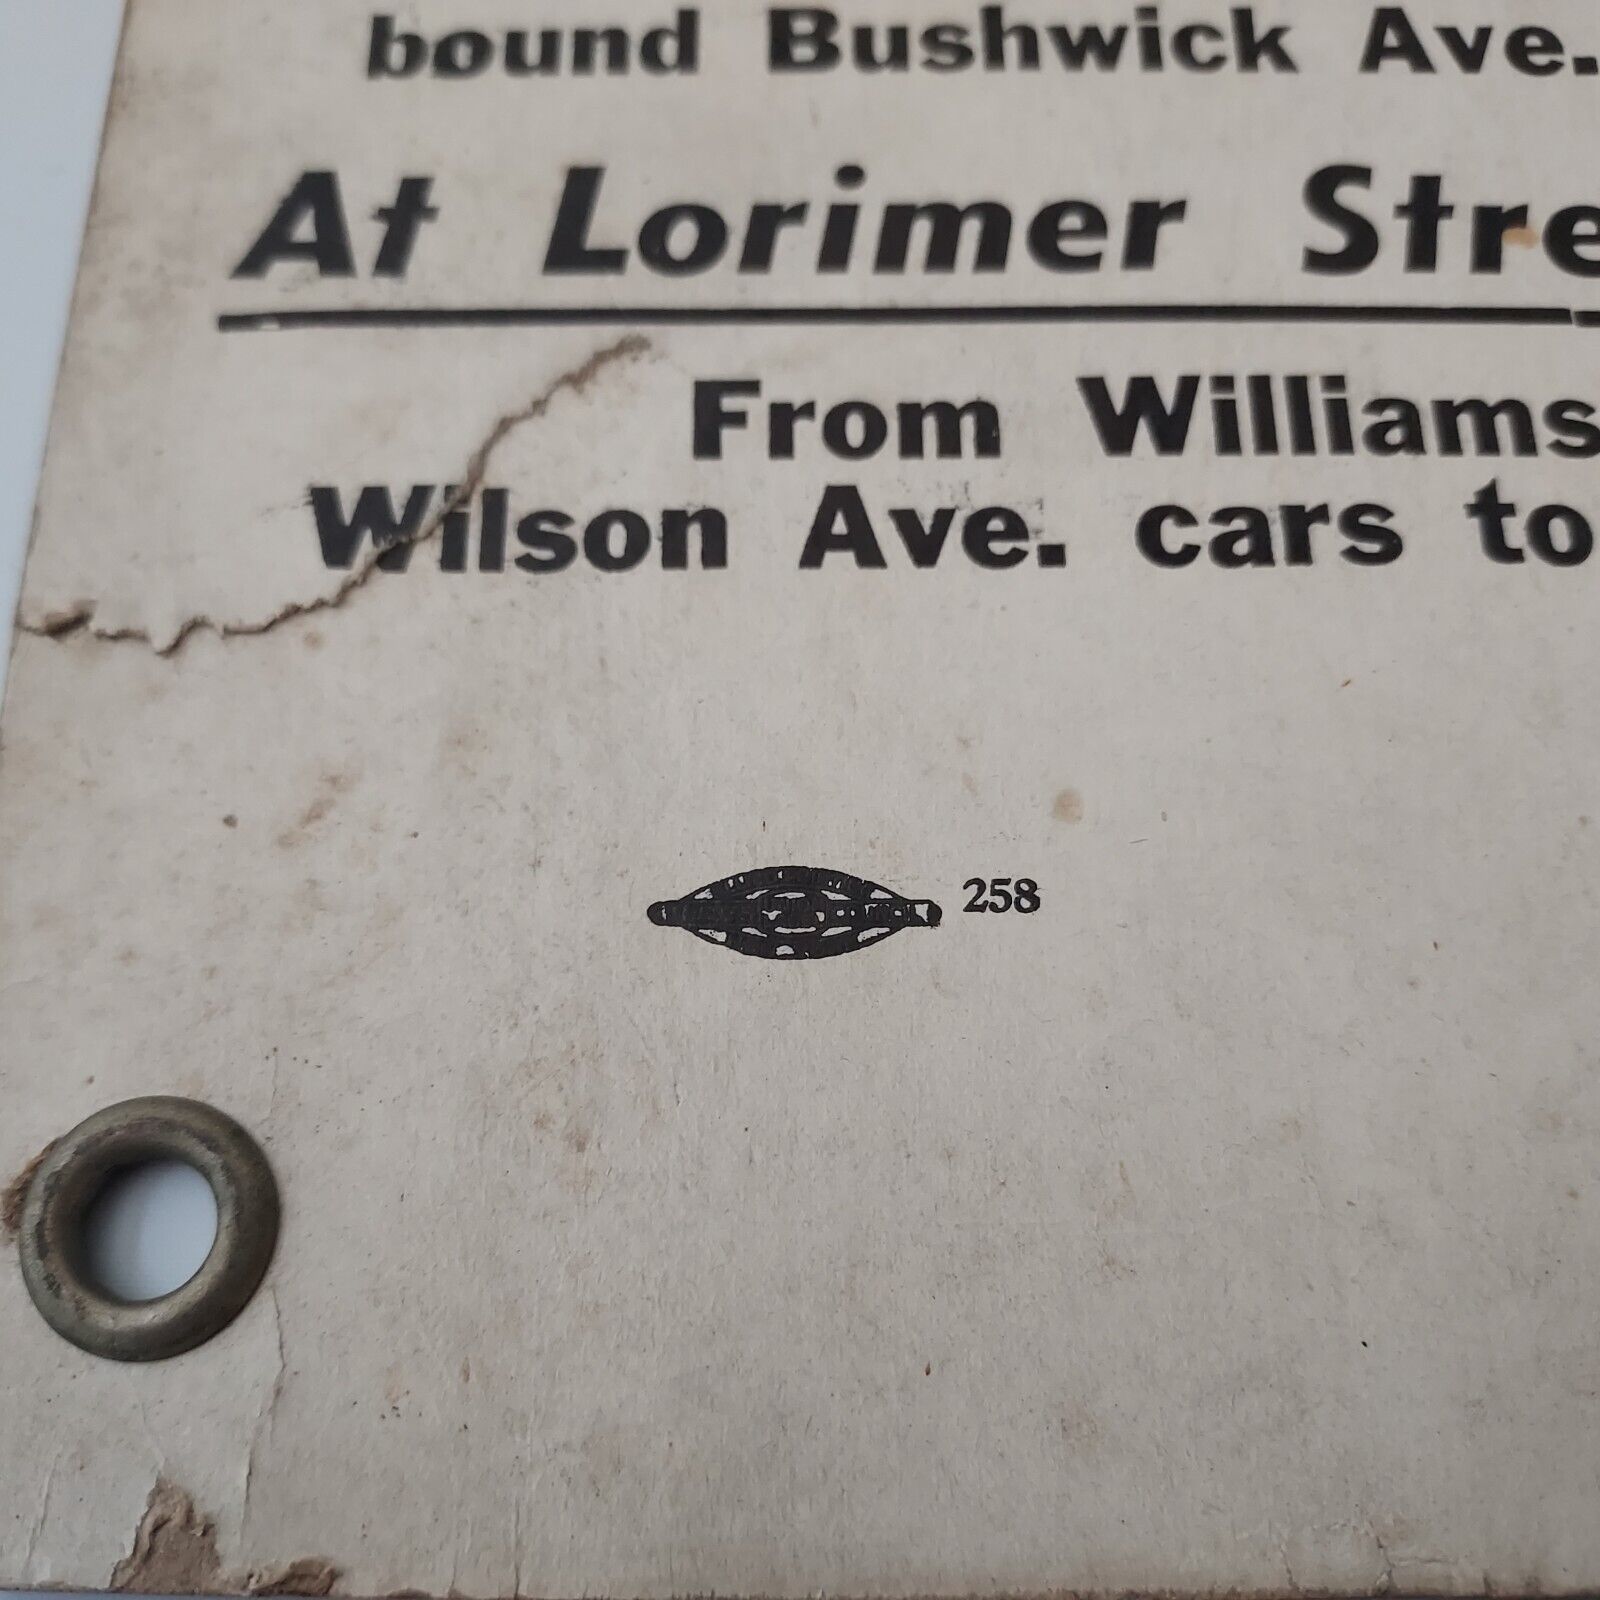 bound Bushwick Ave.
At Lorimer Stre
From Williams
Wilson Ave. cars to
258